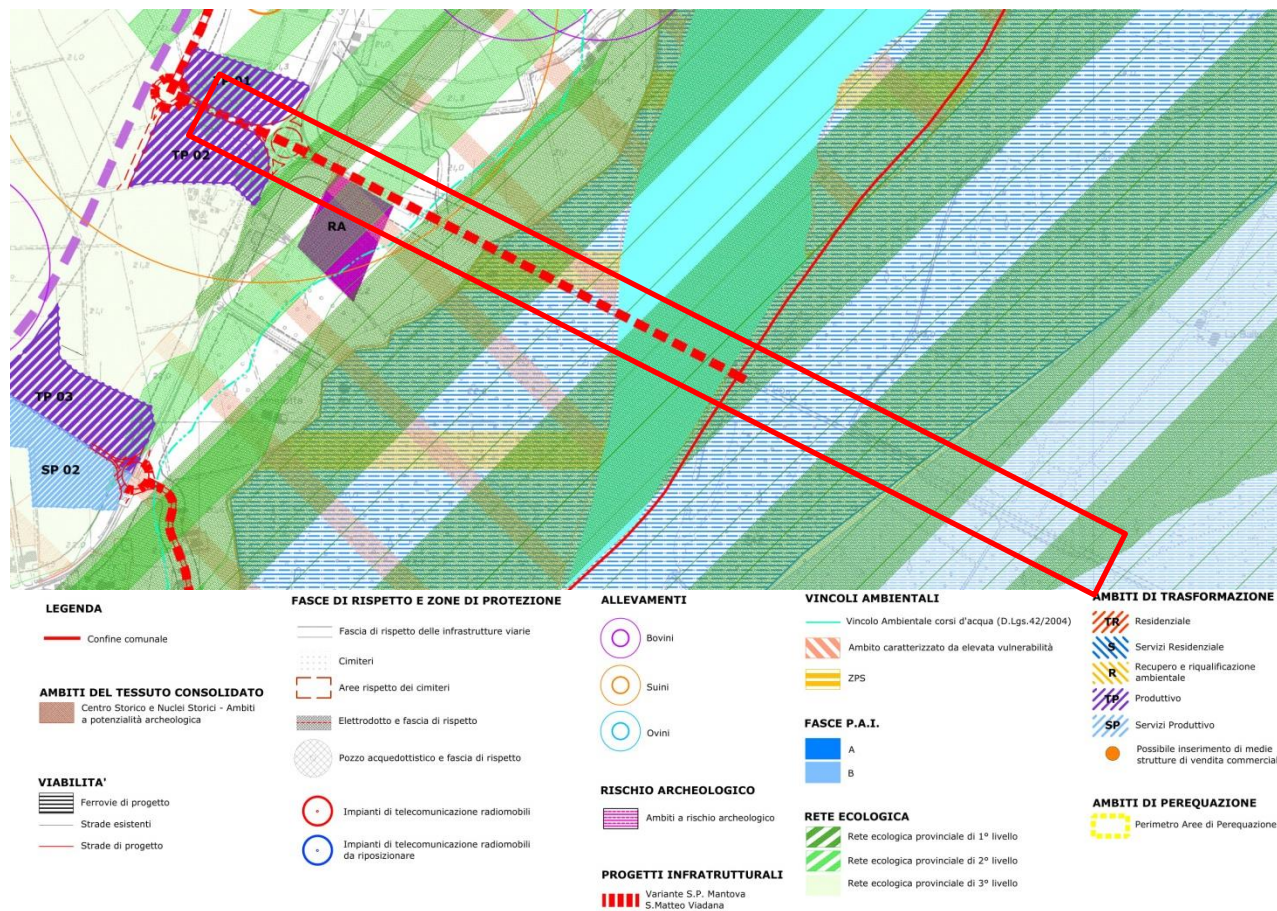 TP 02
RA
TP 03
SP 02
LEGENDA
Confine comunale
AMBITI DEL TESSUTO CONSOLIDATO
Centro Storico e Nuclei Storici - Ambiti
a potenzialità archeologica
VIABILITA'
Ferrovie di progetto
Strade esistenti
Strade di progetto
FASCE DI RISPETTO E ZONE DI PROTEZIONE
Fascia di rispetto delle infrastrutture viarie
Cimiteri
Aree rispetto dei cimiteri
Elettrodotto e fascia di rispetto
Pozzo acquedottistico e fascia di rispetto
Impianti di telecomunicazione radiomobili
Impianti di telecomunicazione radiomobili
da riposizionare
ALLEVAMENTI
Bovini
Suini
Ovini
RISCHIO ARCHEOLOGICO
Ambiti a rischio archeologico
PROGETTI INFRATRUTTURALI
Variante S.P. Mantova
S.Matteo Viadana
VINCOLI AMBIENTALI
Vincolo Ambientale corsi d'acqua (D.Lgs.42/2004)
Ambito caratterizzato da elevata vulnerabilità
ZPS
FASCE P.A.I.
A
B
RETE ECOLOGICA
Rete ecologica provinciale di 1° livello
Rete ecologica provinciale di 2° livello
Rete ecologica provinciale di 3° livello
AMBITI DI TRASFORMAZIONE
TR Residenziale
S Servizi Residenziale
R Recupero e riqualificazione
ambientale
TP Produttivo
SP Servizi Produttivo
Possibile inserimento di medie
strutture di vendita commercial
AMBITI DI PEREQUAZIONE
Perimetro Aree di Perequazione